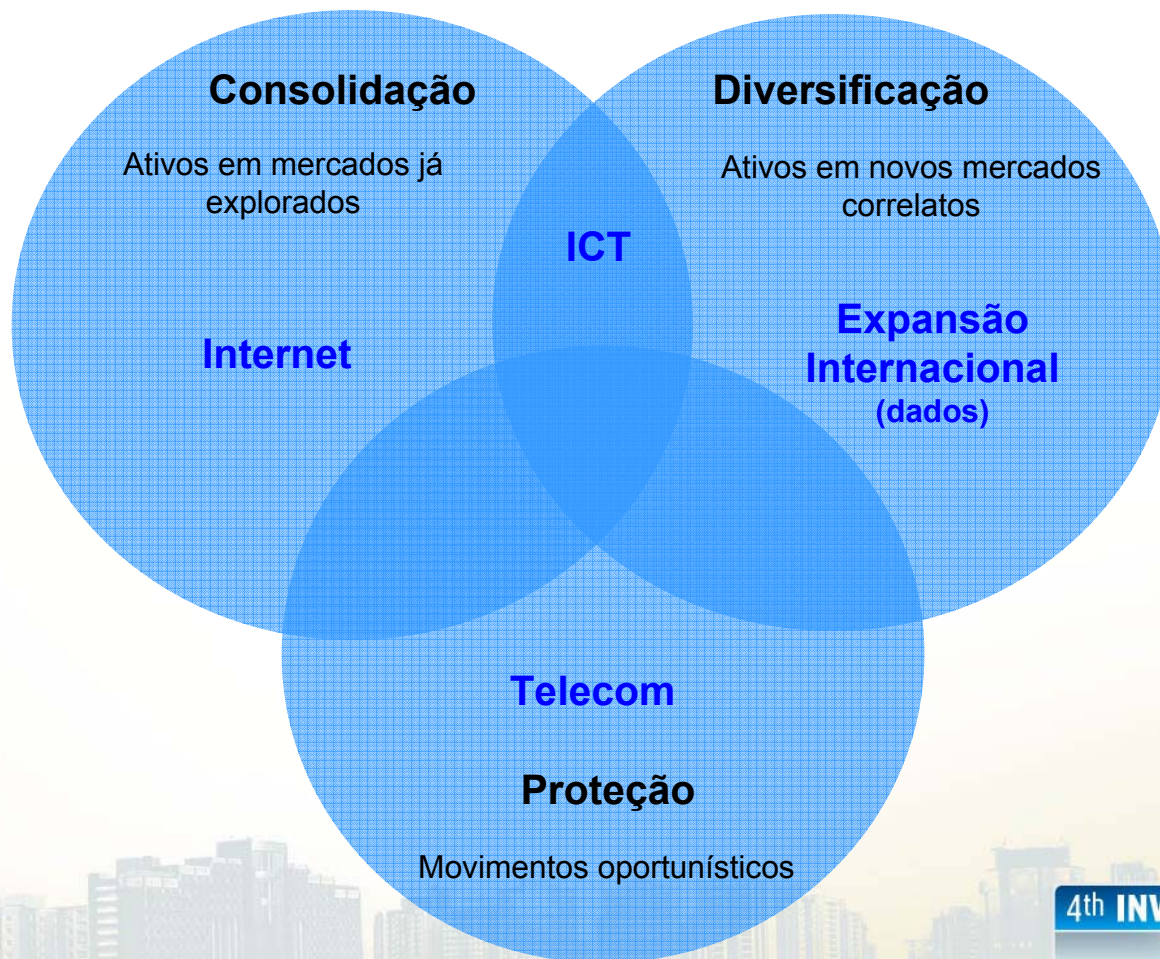 Consolidação
Ativos em mercados já
explorados
Internet
Diversificação
Ativos em novos mercados
correlatos
ICT
Expansão
Internacional
(dados)
Telecom
Proteção
Movimentos oportunísticos
4th